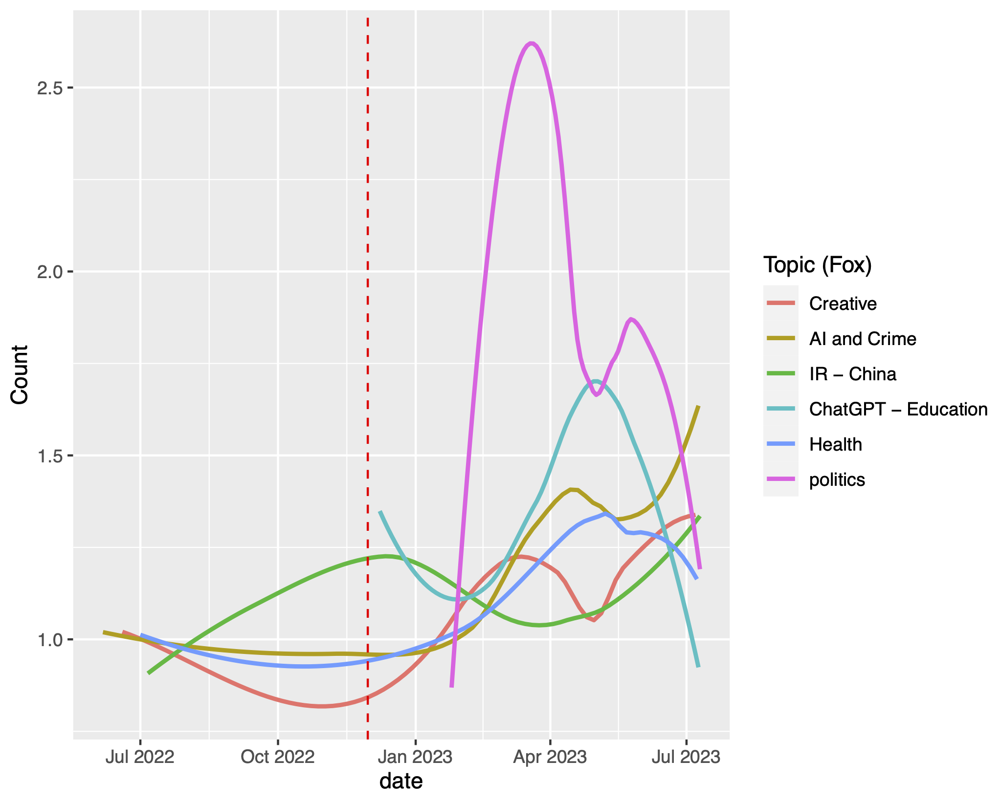 2.5
2.0
1.5
1.0
Count
Jul 2022
Oct 2022
Jan 2023
Apr 2023
Jul 2023
date
Topic (Fox)
Creative
AI and Crime
IR – China
ChatGPT – Education
Health
politics